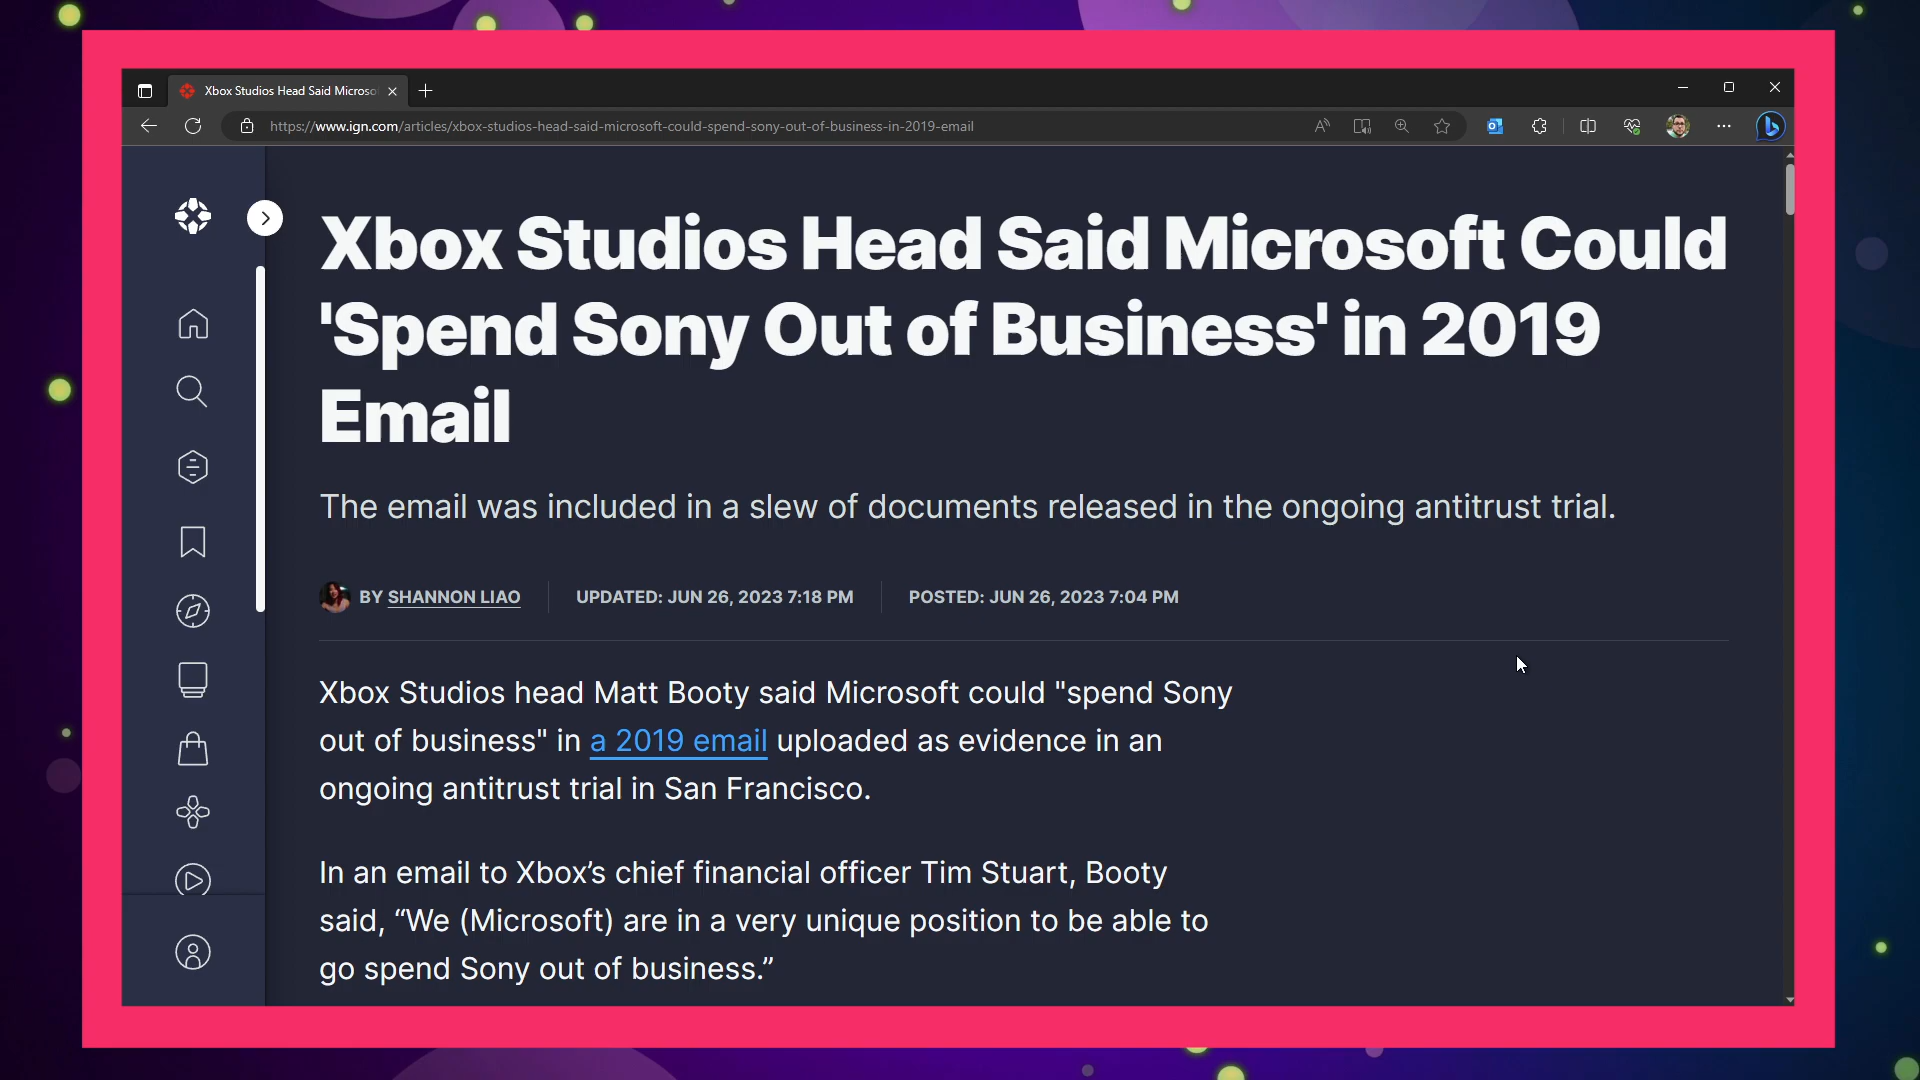 Xbox Studios Head Said Microso
https://www.ign.com/articles/xbox-studios-head-said-microsoft-could-spend-sony-out-of-business-in-2019-email
Xbox Studios Head Said Microsoft Could
'Spend Sony Out of Business' in 2019
Email
The email was included in a slew of documents released in the ongoing antitrust trial.
BY SHANNON LIAO
UPDATED: JUN 26, 2023 7:18 PM
POSTED: JUN 26, 2023 7:04 PM
Xbox Studios head Matt Booty said Microsoft could "spend Sony
out of business" in a 2019 email uploaded as evidence in an
ongoing antitrust trial in San Francisco.
In an email to Xbox’s chief financial officer Tim Stuart, Booty
said, “We (Microsoft) are in a very unique position to be able to
go spend Sony out of business.”